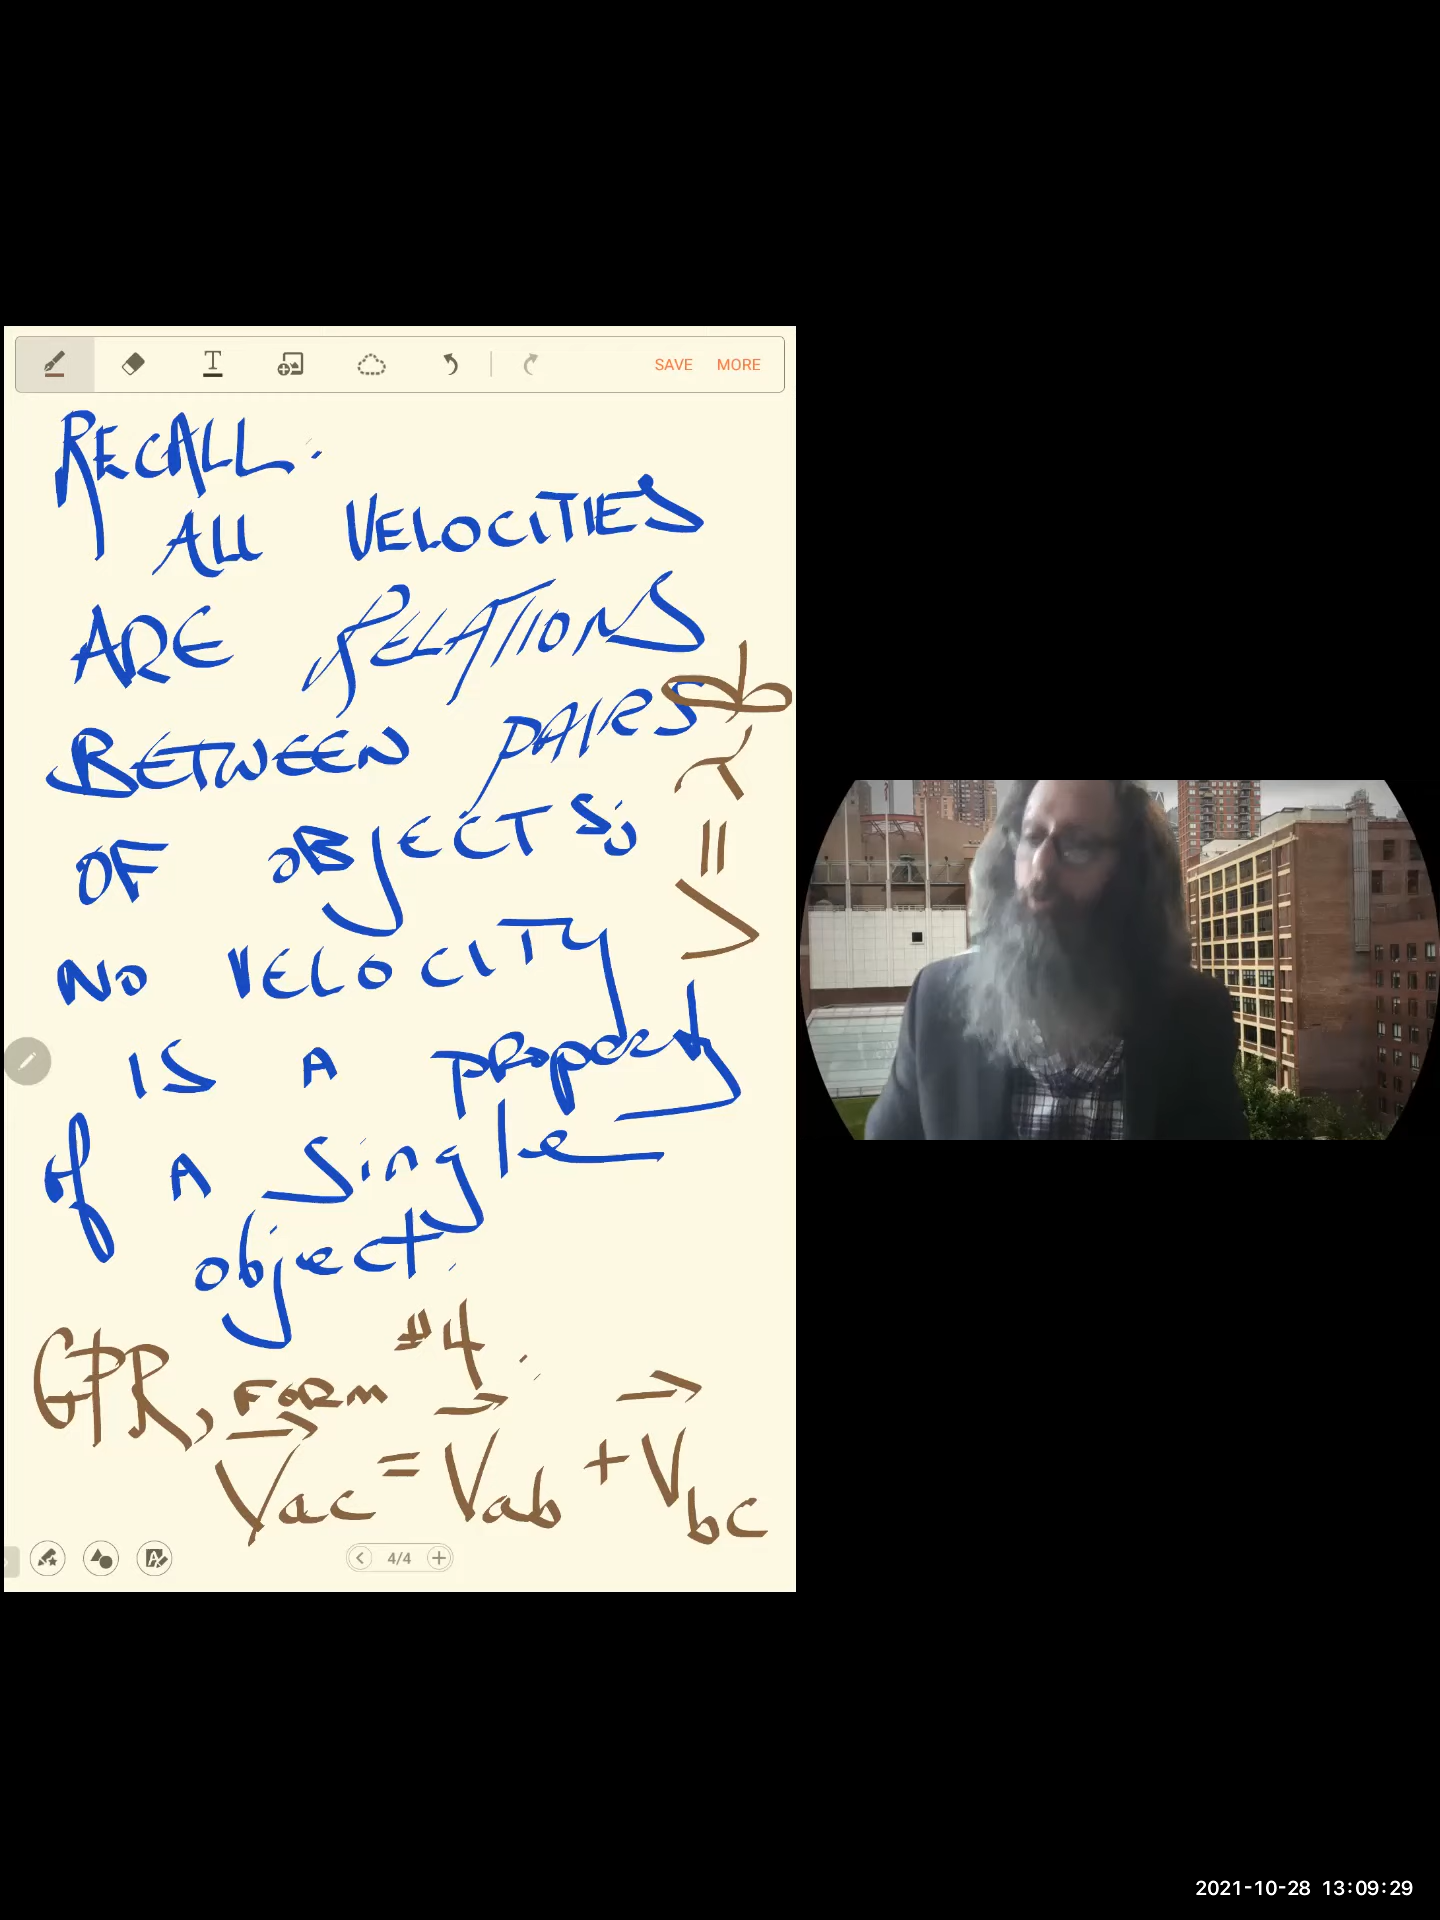 T SAVE MORE
RECALL:
ALL VELOCITIES
ARE RELATIONS
BETWEEN PAIRS
OF OBJECTS;
NO VELOCITY
IS A property
of A Single
object.
GPR, FORM #4:
Vac = Vab + Vbc
4/4
2021-10-28 13:09:29